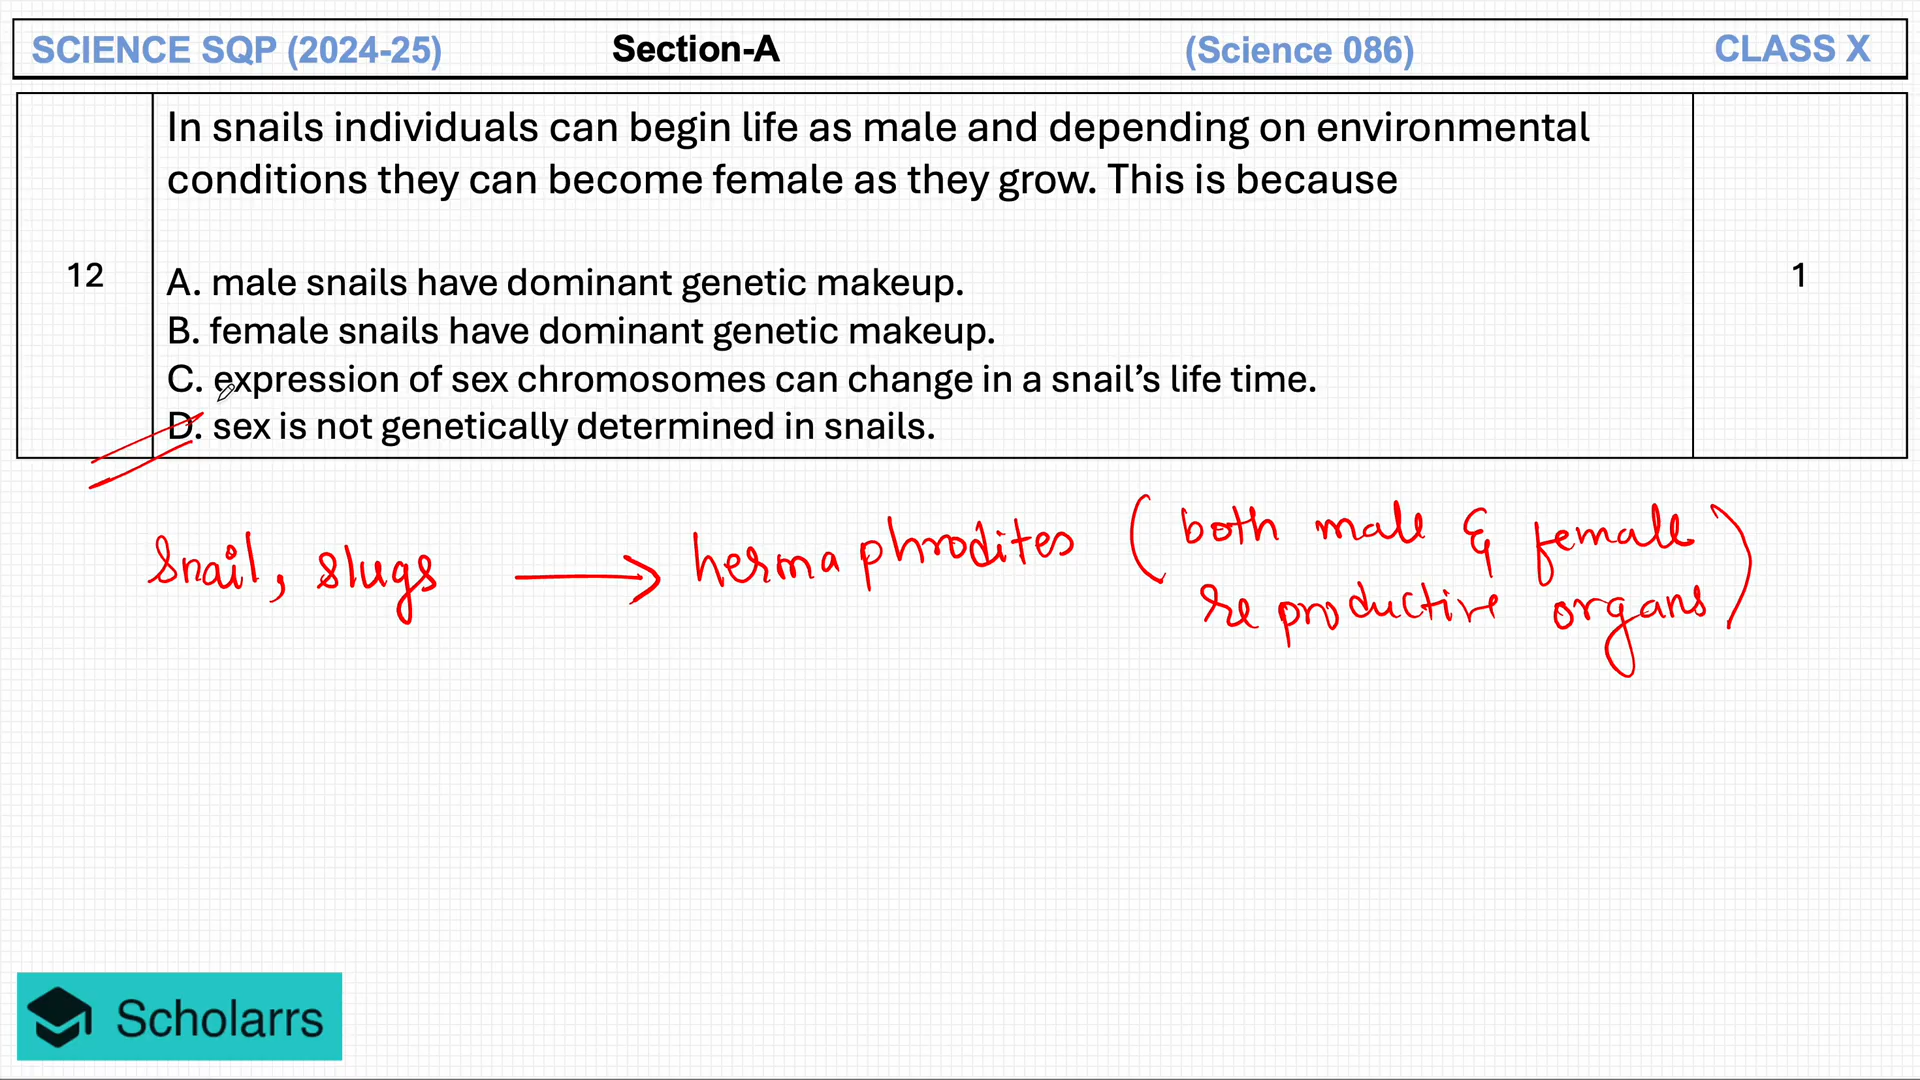 SCIENCE SQP (2024-25) Section-A (Science 086) CLASS X
In snails individuals can begin life as male and depending on environmental
conditions they can become female as they grow. This is because
12
1
A. male snails have dominant genetic makeup.
B. female snails have dominant genetic makeup.
C. expression of sex chromosomes can change in a snail’s life time.
D. sex is not genetically determined in snails.
Snail, slugs → hermaphrodites (both male & female
reproductive organs)
Scholarrs